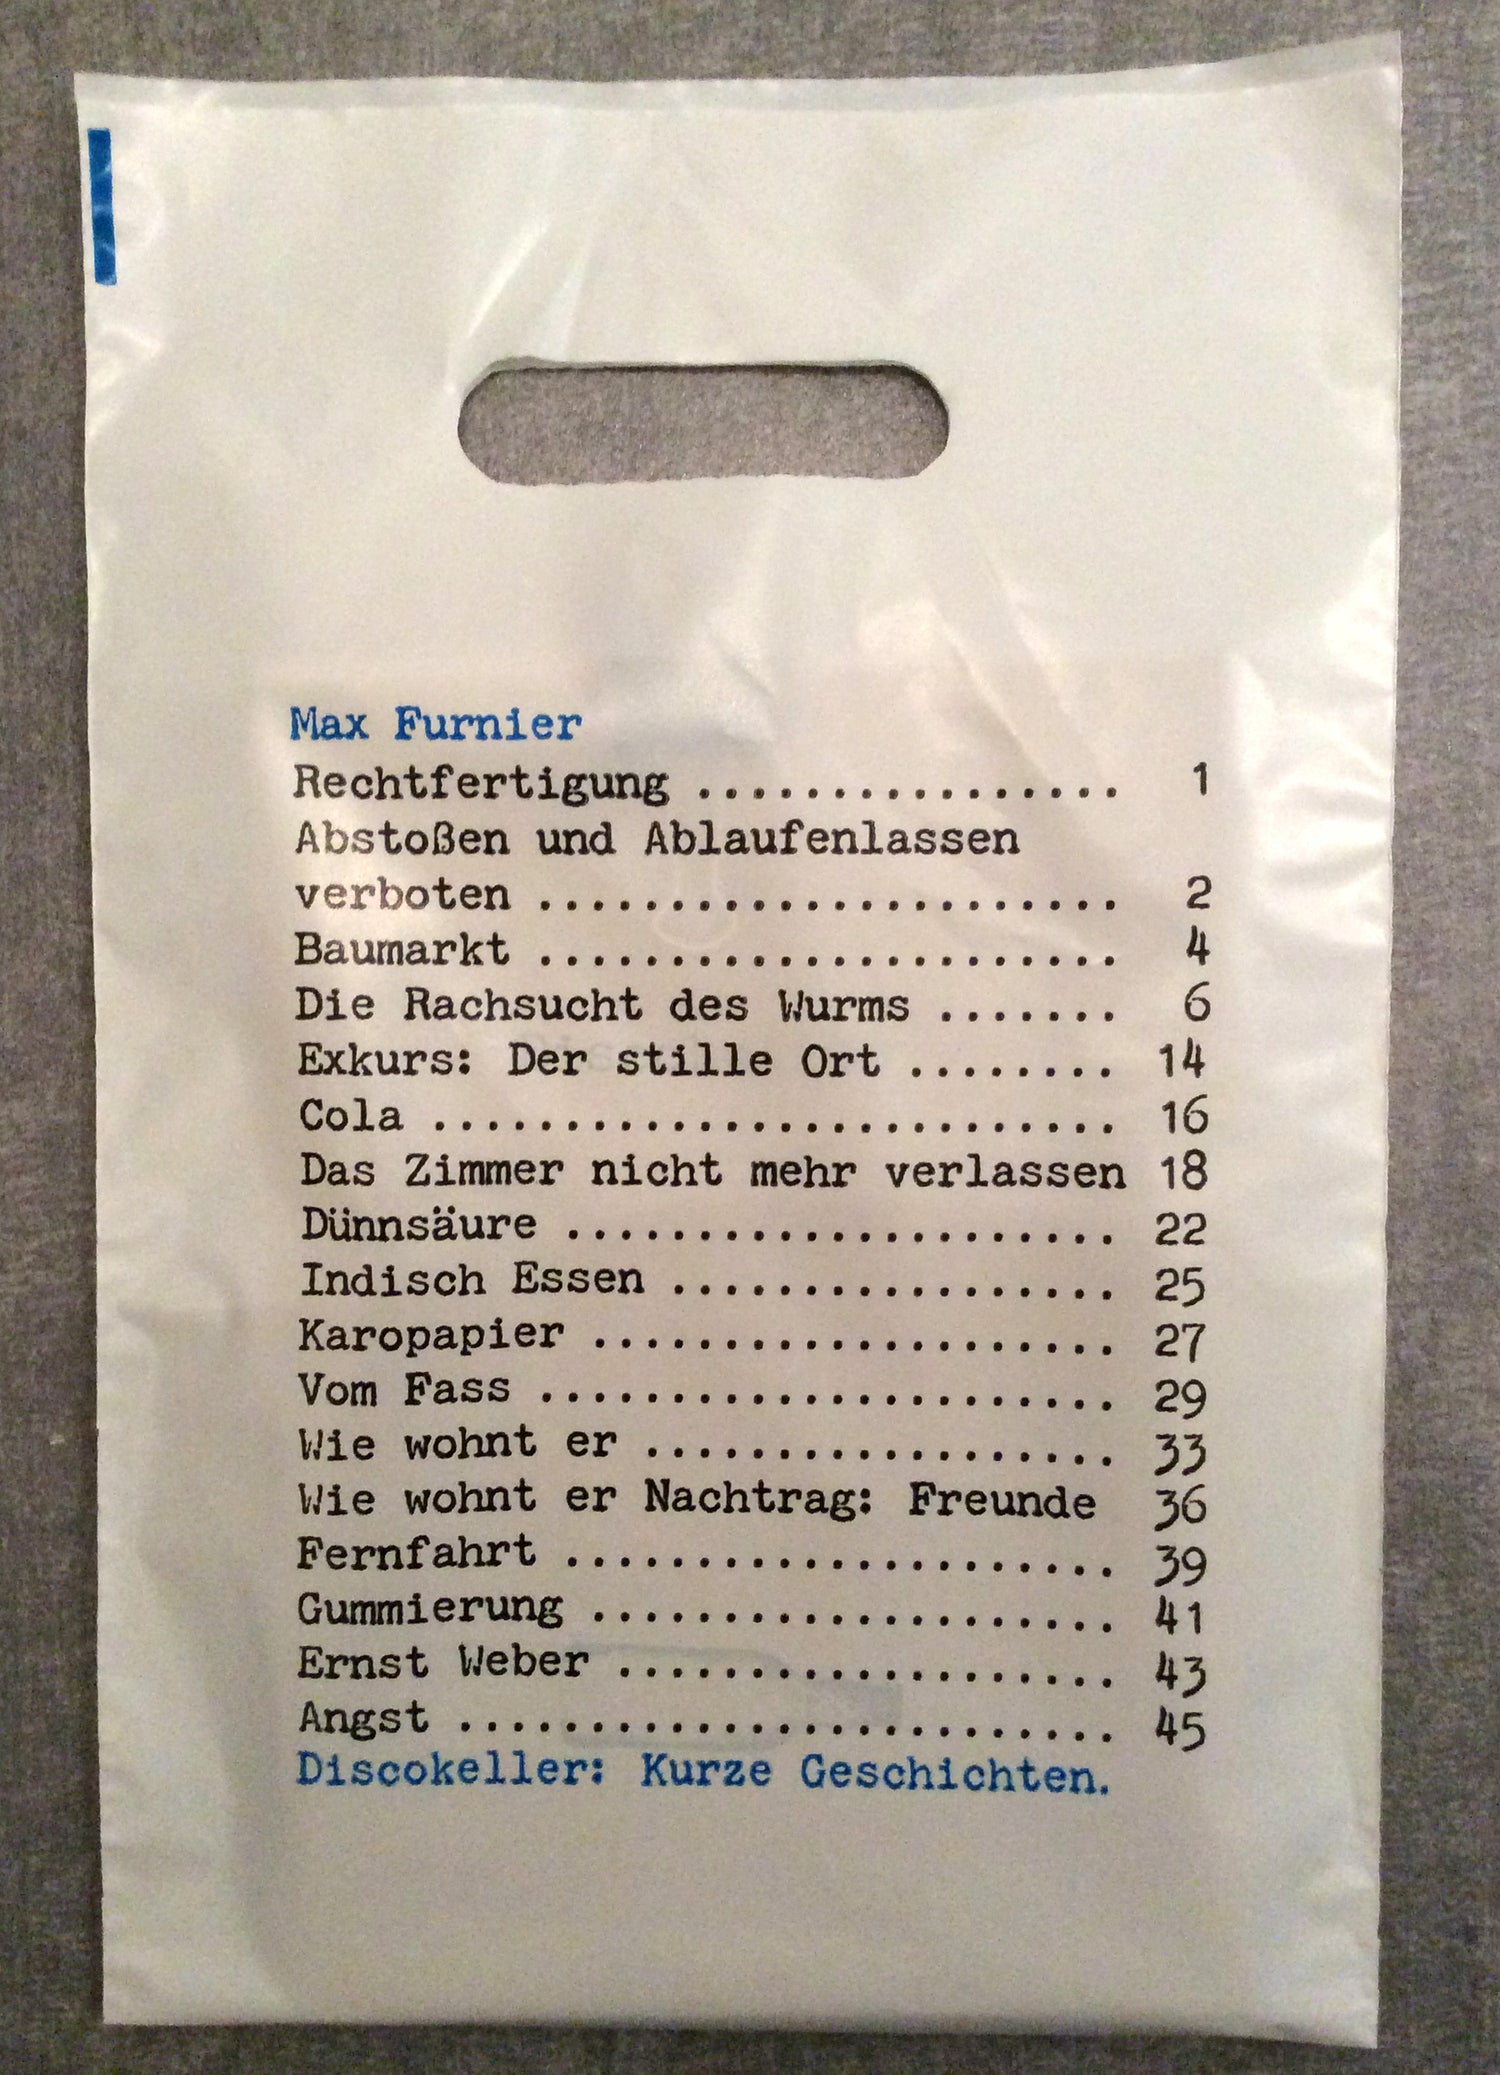 Max Furnier
Rechtfertigung ................ 1
Abstoßen und Ablaufenlassen
verboten ...................... 2
Baumarkt ...................... 4
Die Rachsucht des Wurms ....... 6
Exkurs: Der stille Ort ........ 14
Cola .......................... 16
Das Zimmer nicht mehr verlassen 18
Dünnsäure ..................... 22
Indisch Essen ................. 25
Karopapier .................... 27
Vom Fass ...................... 29
Wie wohnt er .................. 33
Wie wohnt er Nachtrag: Freunde 36
Fernfahrt ..................... 39
Gummierung .................... 41
Ernst Weber ................... 43
Angst ......................... 45
Discokeller: Kurze Geschichten.